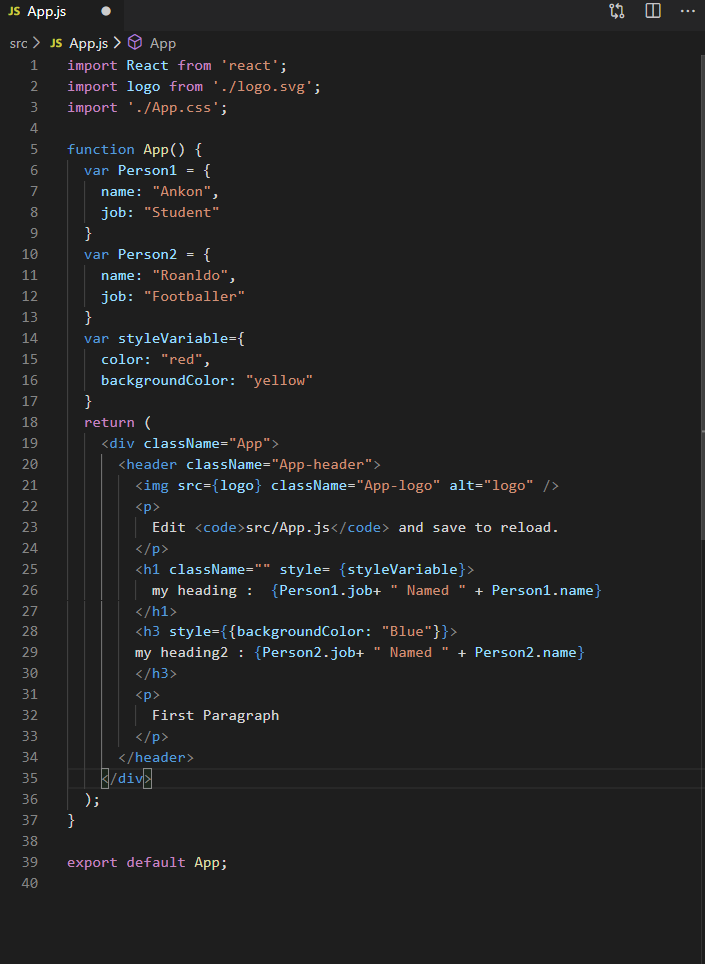 JS App.js
src > JS App.js > App
1 import React from 'react';
2 import logo from './logo.svg';
3 import './App.css';
4
5 function App() {
6   var Person1 = {
7     name: "Ankon",
8     job: "Student"
9   }
10   var Person2 = {
11     name: "Roanldo",
12     job: "Footballer"
13   }
14   var styleVariable={
15     color: "red",
16     backgroundColor: "yellow"
17   }
18   return (
19     <div className="App">
20       <header className="App-header">
21         <img src={logo} className="App-logo" alt="logo" />
22         <p>
23           Edit <code>src/App.js</code> and save to reload.
24         </p>
25         <h1 className="" style= {styleVariable}>
26           my heading :  {Person1.job+ " Named " + Person1.name}
27         </h1>
28         <h3 style={{backgroundColor: "Blue"}}>
29         my heading2 : {Person2.job+ " Named " + Person2.name}
30         </h3>
31         <p>
32           First Paragraph
33         </p>
34       </header>
35     </div>
36   );
37 }
38
39 export default App;
40